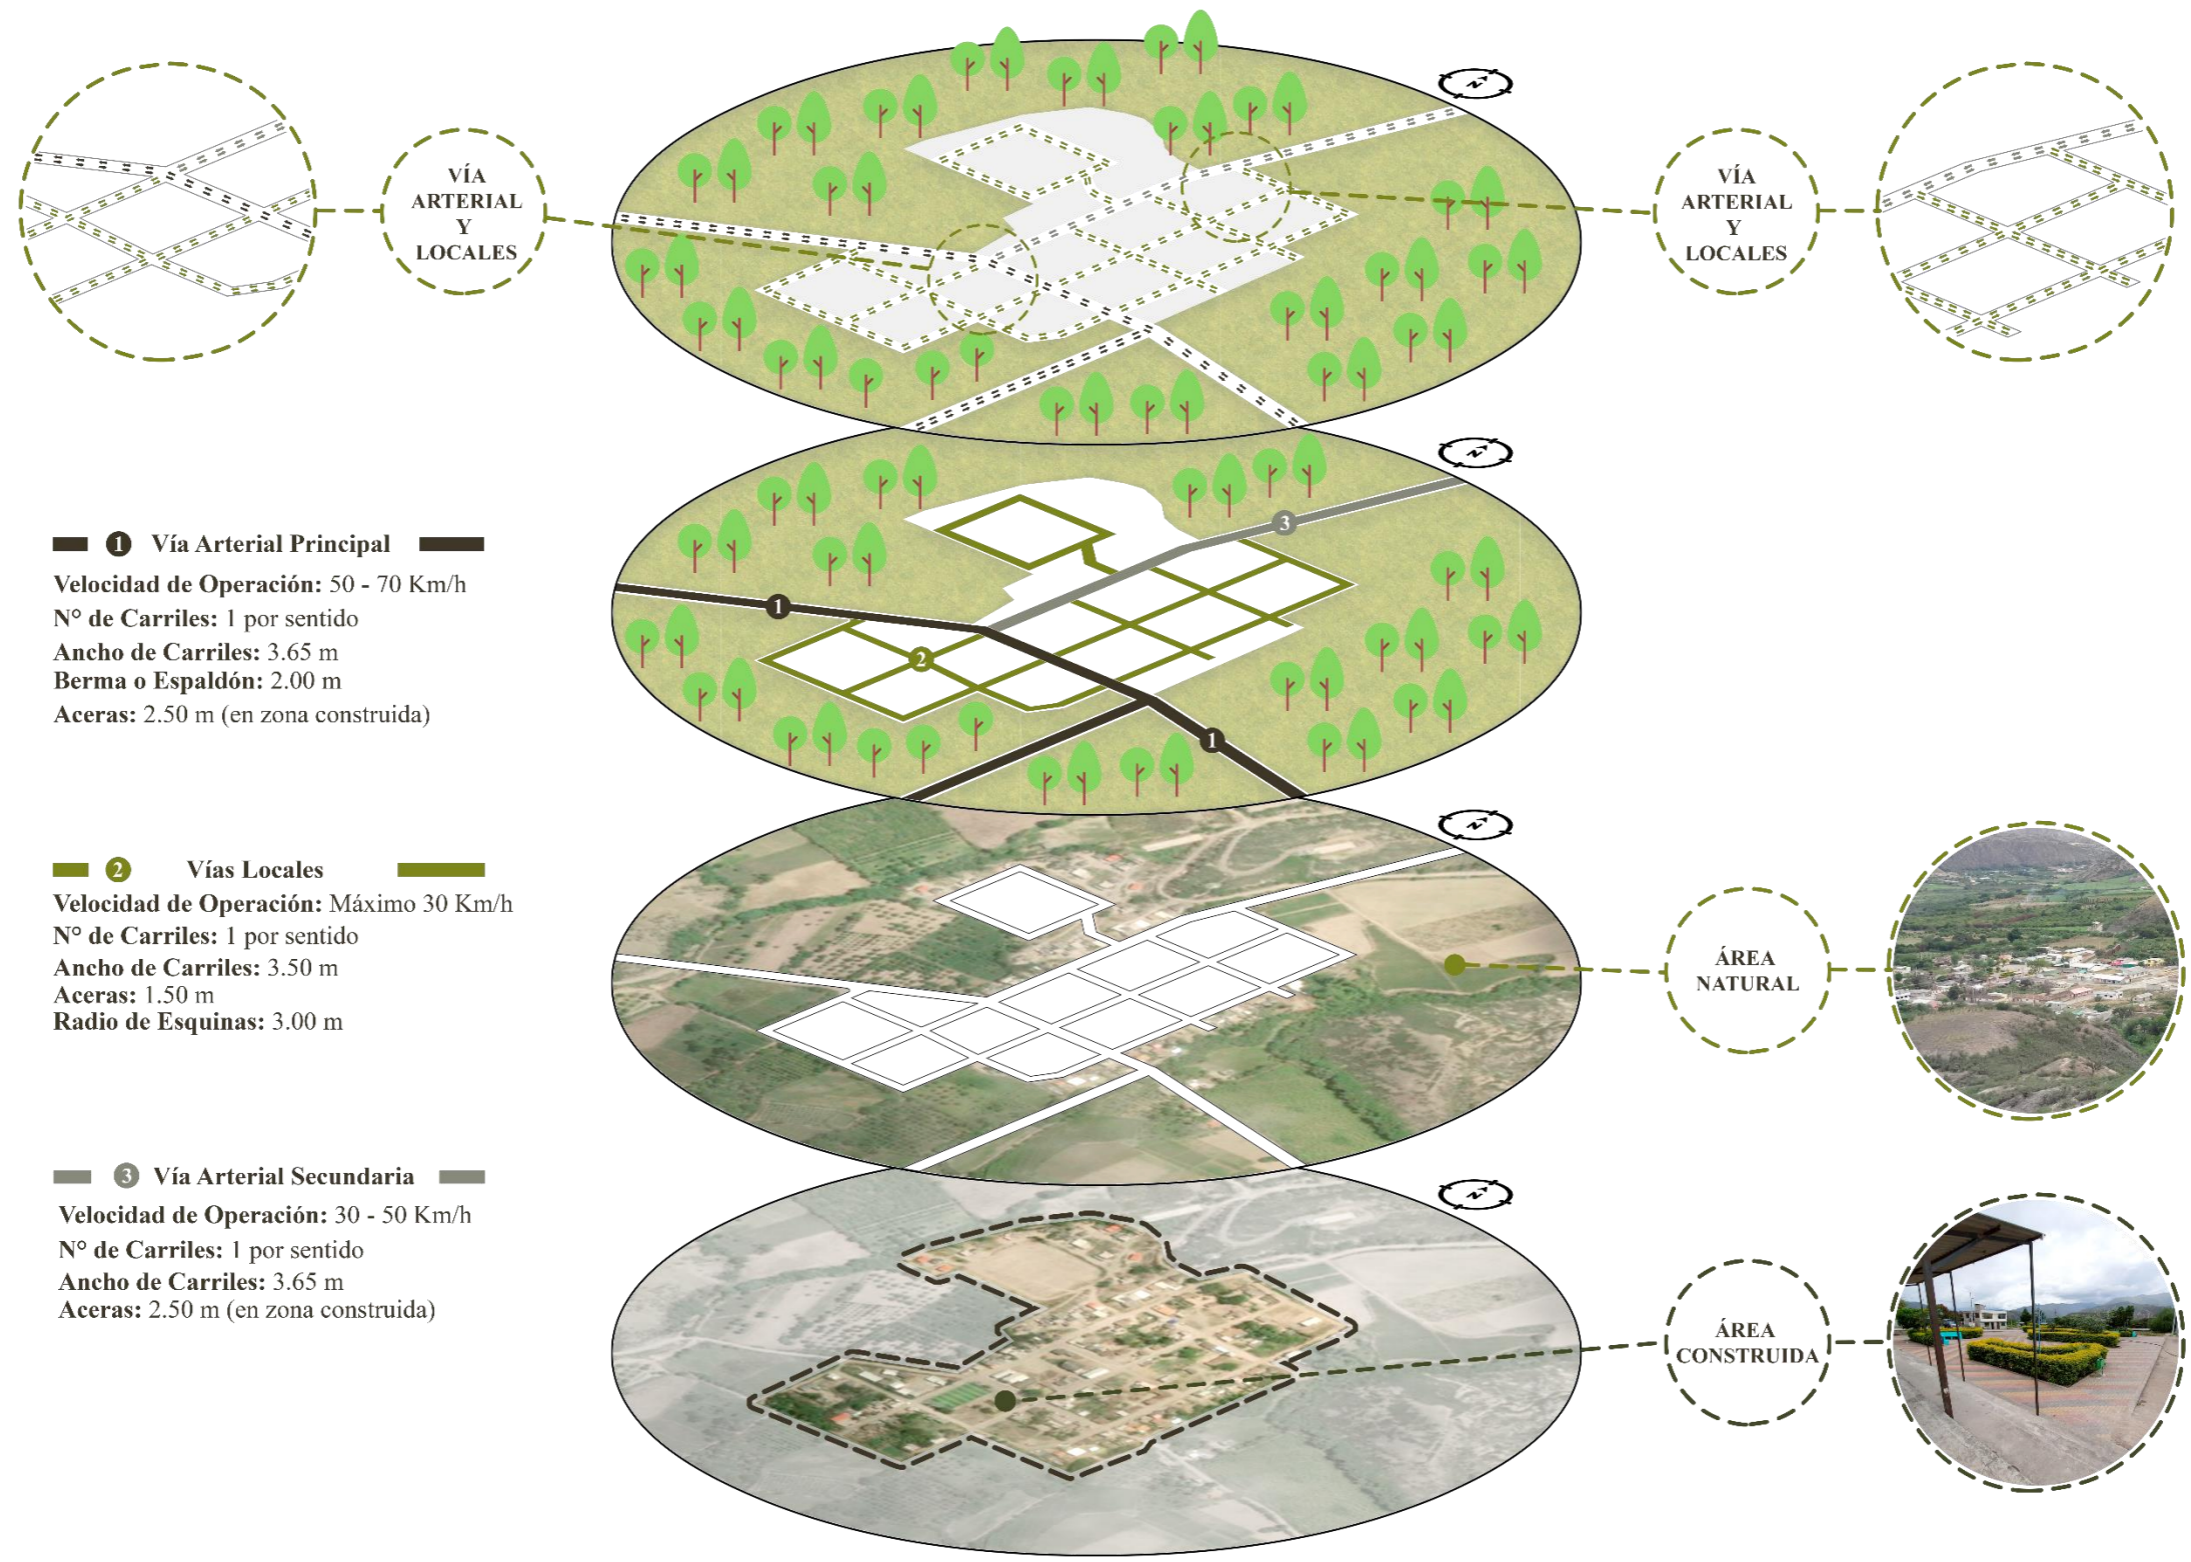 VÍA
ARTERIAL
Y
LOCALES
VÍA
ARTERIAL
Y
LOCALES
N
N
1 Vía Arterial Principal
Velocidad de Operación: 50 - 70 Km/h
N° de Carriles: 1 por sentido
Ancho de Carriles: 3.65 m
Berma o Espaldón: 2.00 m
Aceras: 2.50 m (en zona construida)
3
1
2
1
N
2 Vías Locales
Velocidad de Operación: Máximo 30 Km/h
N° de Carriles: 1 por sentido
Ancho de Carriles: 3.50 m
Aceras: 1.50 m
Radio de Esquinas: 3.00 m
ÁREA
NATURAL
N
3 Vía Arterial Secundaria
Velocidad de Operación: 30 - 50 Km/h
N° de Carriles: 1 por sentido
Ancho de Carriles: 3.65 m
Aceras: 2.50 m (en zona construida)
ÁREA
CONSTRUIDA